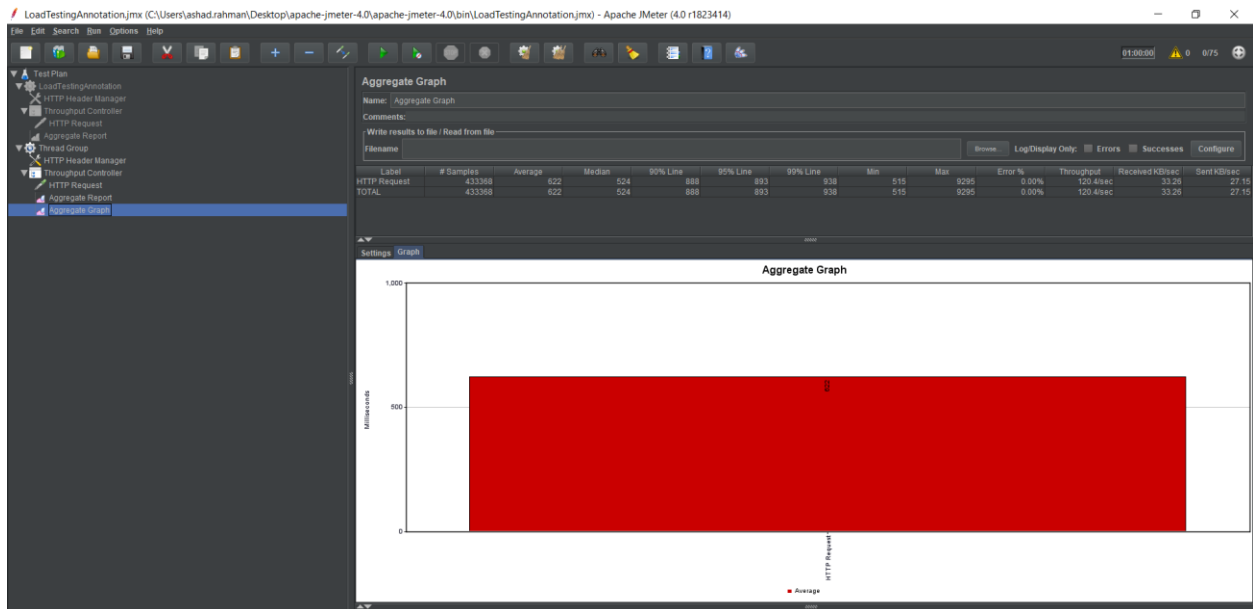 LoadTestingAnnotation.jmx (C:\Users\ashad.rahman\Desktop\apache-jmeter-4.0\apache-jmeter-4.0\bin\LoadTestingAnnotation.jmx) - Apache JMeter (4.0 r1823414)
File Edit Search Run Options Help
01:00:00 0 0/75
Test Plan
LoadTestingAnnotation
HTTP Header Manager
Throughput Controller
HTTP Request
Aggregate Report
Thread Group
HTTP Header Manager
Throughput Controller
HTTP Request
Aggregate Report
Aggregate Graph
Aggregate Graph
Name: Aggregate Graph
Comments:
Write results to file / Read from file
Filename Browse... Log/Display Only: Errors Successes Configure
Label # Samples Average Median 90% Line 95% Line 99% Line Min Max Error % Throughput Received KB/sec Sent KB/sec
HTTP Request 433368 622 524 888 893 938 515 9295 0.00% 120.4/sec 33.26 27.15
TOTAL 433368 622 524 888 893 938 515 9295 0.00% 120.4/sec 33.26 27.15
Settings Graph
Aggregate Graph
1,000
500
0
Milliseconds
622
HTTP Request
Average